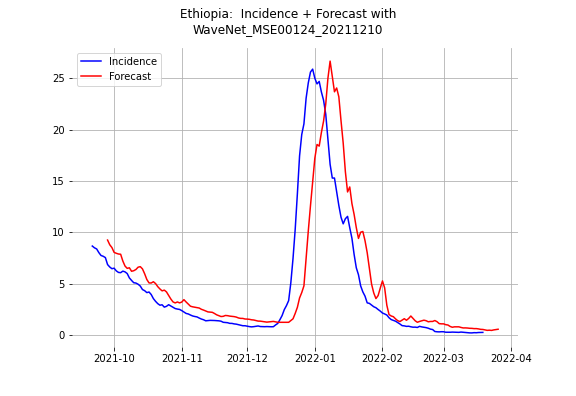 Ethiopia:  Incidence + Forecast with
WaveNet_MSE00124_20211210
Incidence
Forecast
25
20
15
10
5
0
2021-10 2021-11 2021-12 2022-01 2022-02 2022-03 2022-04